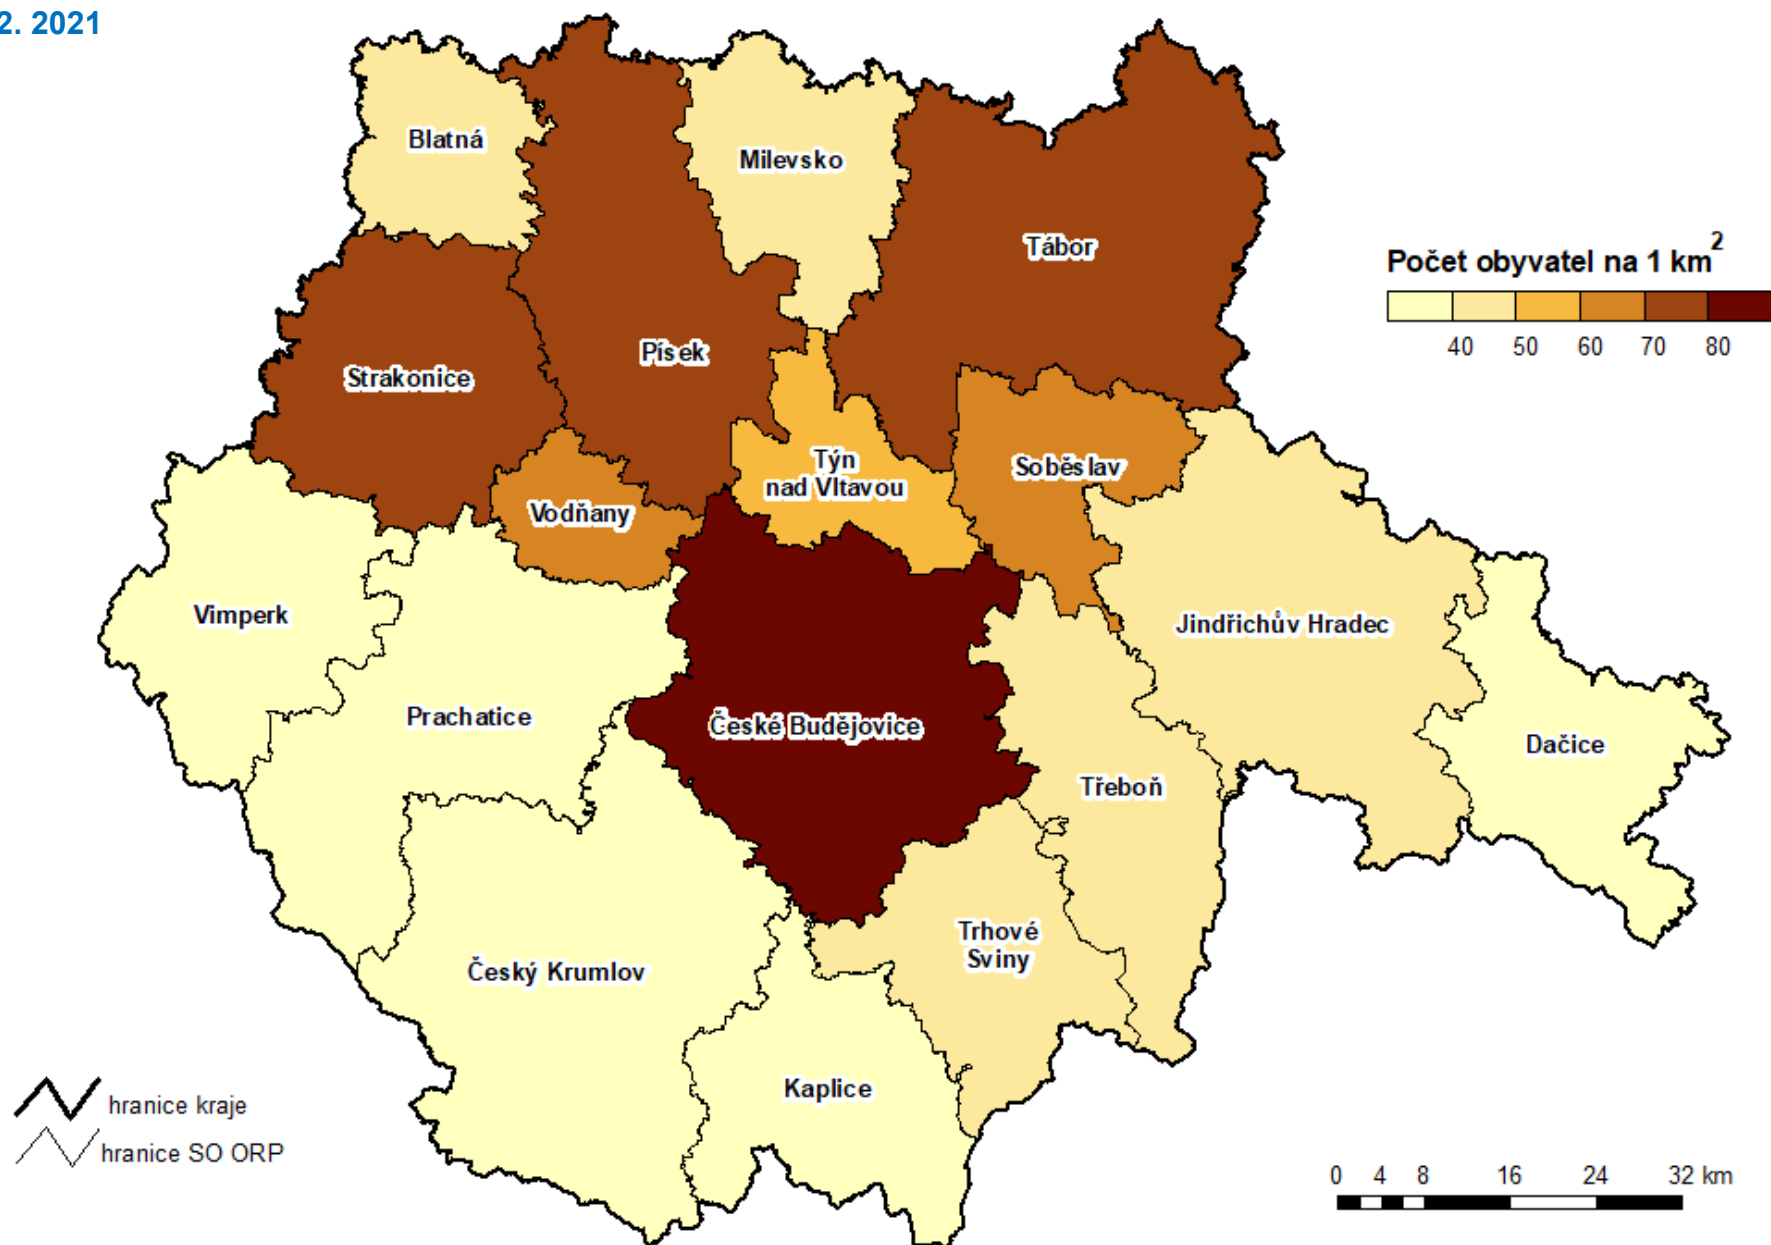 2. 2021
Blatná
Milevsko
Tábor
Počet obyvatel na 1 km²
40 50 60 70 80
Písek
Strakonice
Týn
nad Vltavou
Soběslav
Vodňany
Vimperk
Jindřichův Hradec
Prachatice
České Budějovice
Dačice
Třeboň
Trhové
Sviny
Český Krumlov
Kaplice
hranice kraje
hranice SO ORP
0 4 8 16 24 32 km